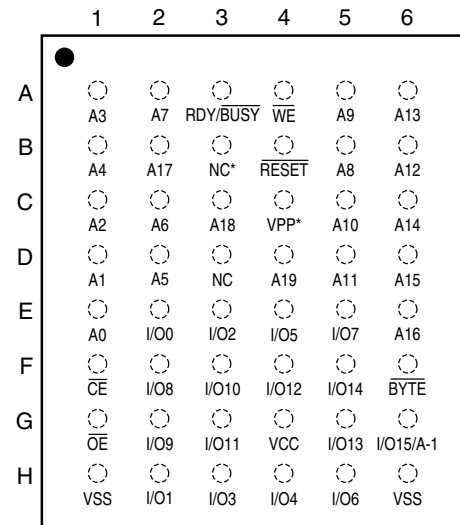 1 2 3 4 5 6
A
A3 A7 RDY/BUSY WE A9 A13
B
A4 A17 NC* RESET A8 A12
C
A2 A6 A18 VPP* A10 A14
D
A1 A5 NC A19 A11 A15
E
A0 I/O0 I/O2 I/O5 I/O7 A16
F
CE I/O8 I/O10 I/O12 I/O14 BYTE
G
OE I/O9 I/O11 VCC I/O13 I/O15/A-1
H
VSS I/O1 I/O3 I/O4 I/O6 VSS